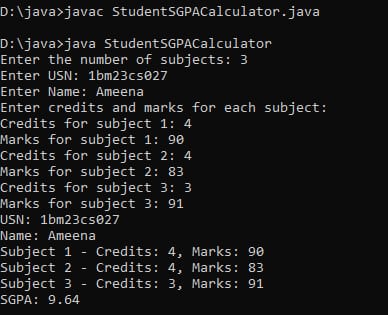 D:\java>javac StudentSGPACalculator.java
D:\java>java StudentSGPACalculator
Enter the number of subjects: 3
Enter USN: 1bm23cs027
Enter Name: Ameena
Enter credits and marks for each subject:
Credits for subject 1: 4
Marks for subject 1: 90
Credits for subject 2: 4
Marks for subject 2: 83
Credits for subject 3: 3
Marks for subject 3: 91
USN: 1bm23cs027
Name: Ameena
Subject 1 - Credits: 4, Marks: 90
Subject 2 - Credits: 4, Marks: 83
Subject 3 - Credits: 3, Marks: 91
SGPA: 9.64